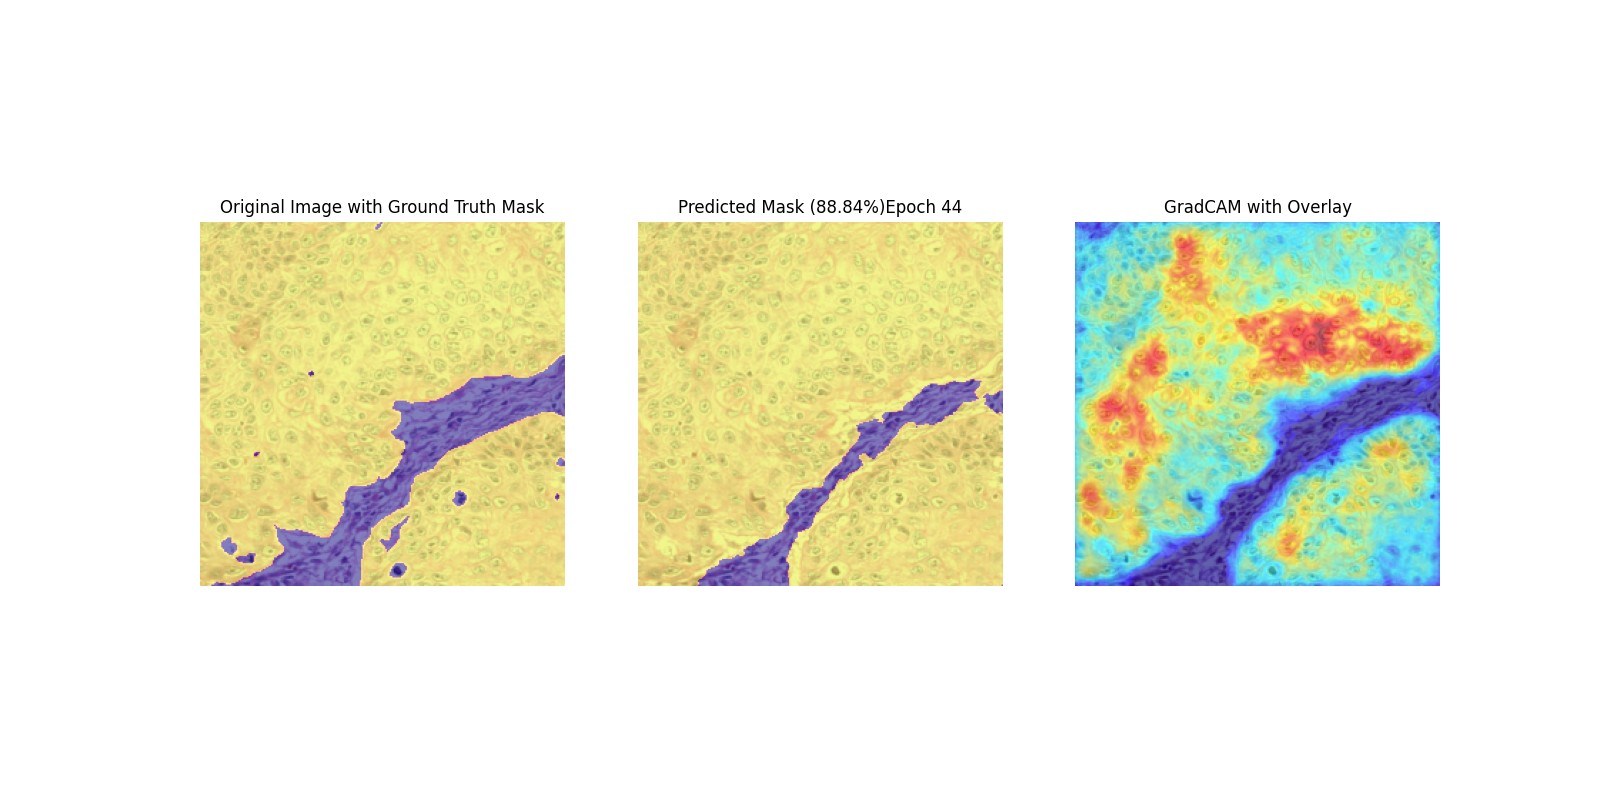 Original Image with Ground Truth Mask
Predicted Mask (88.84%)Epoch 44
GradCAM with Overlay